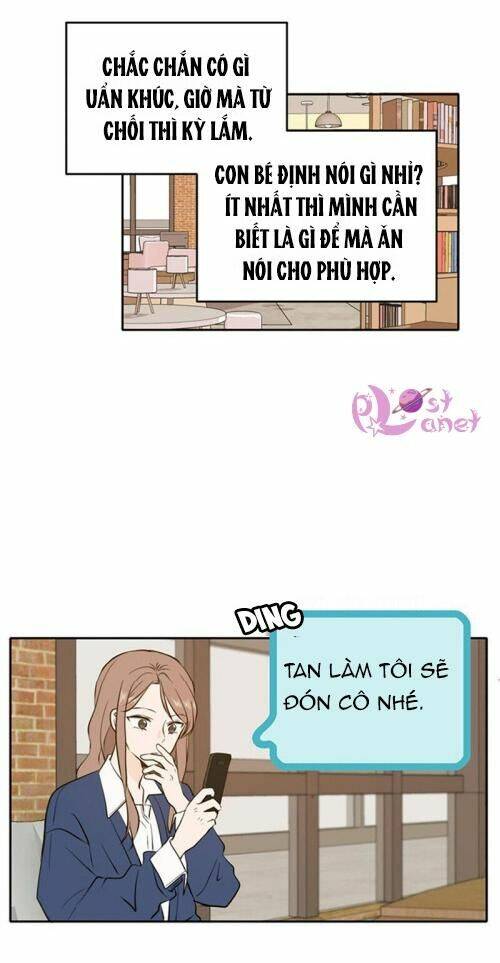 CHẮC CHẮN CÓ GÌ
UẨN KHÚC, GIỜ MÀ TỪ
CHỐI THÌ KỲ LẮM.
CON BÉ ĐỊNH NÓI GÌ NHỈ?
ÍT NHẤT THÌ MÌNH CẦN
BIẾT LÀ GÌ ĐỂ MÀ ĂN
NÓI CHO PHÙ HỢP.
Lost
Planet
DING
TAN LÀM TÔI SẼ
ĐÓN CÔ NHÉ.